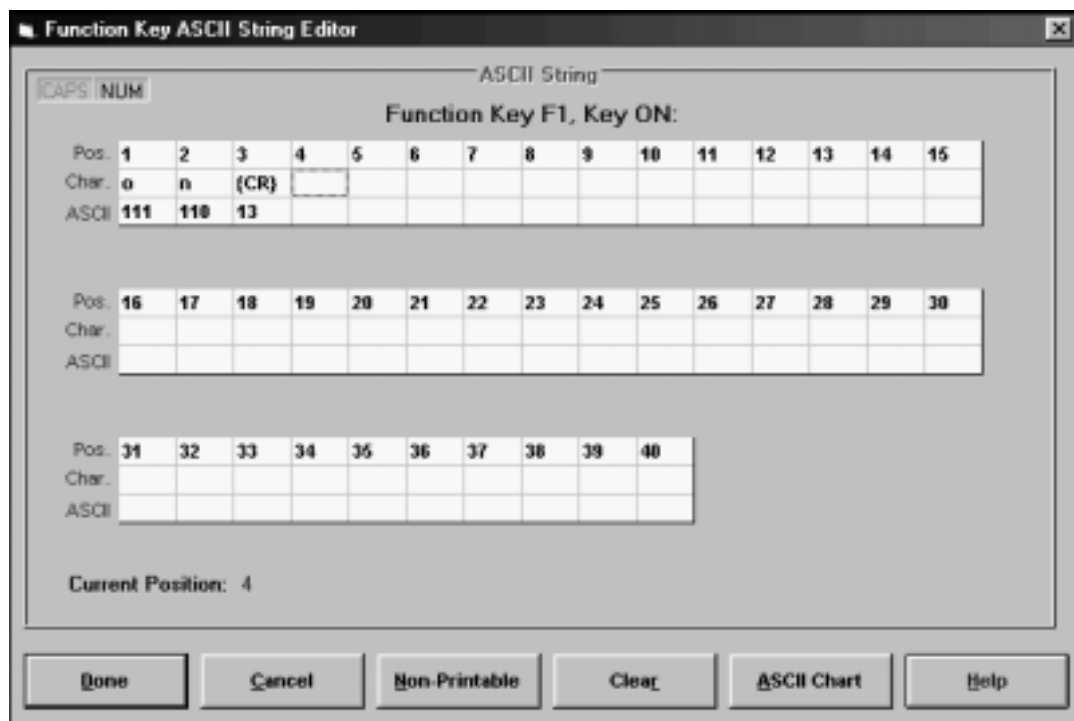 Function Key ASCII String Editor
ASCII String
CAPS NUM
Function Key F1, Key ON:
Pos. 1 2 3 4 5 6 7 8 9 10 11 12 13 14 15
Char. o n {CR}
ASCII 111 110 13
Pos. 16 17 18 19 20 21 22 23 24 25 26 27 28 29 30
Char.
ASCII
Pos. 31 32 33 34 35 36 37 38 39 40
Char.
ASCII
Current Position: 4
Done Cancel Non-Printable Clear ASCII Chart Help